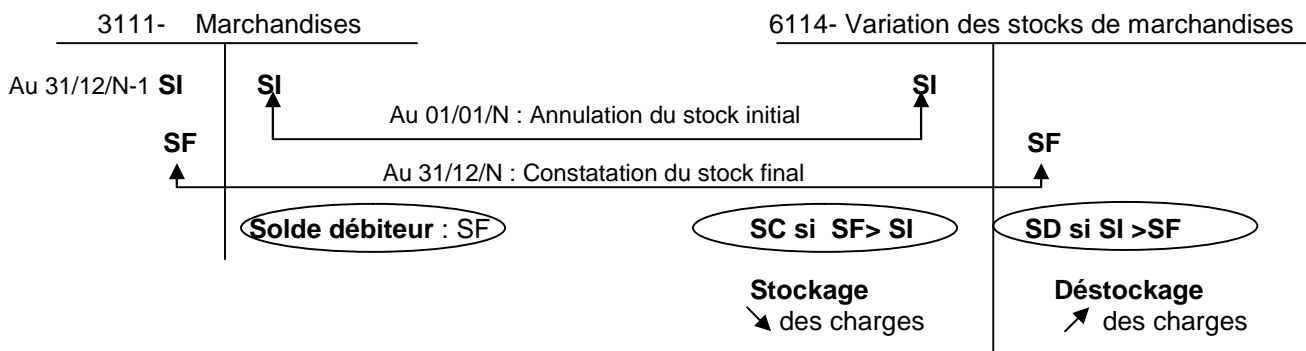 3111- Marchandises 6114- Variation des stocks de marchandises
Au 31/12/N-1 SI SI SI
Au 01/01/N : Annulation du stock initial
SF SF
Au 31/12/N : Constatation du stock final
Solde débiteur : SF SC si SF> SI SD si SI >SF
Stockage Déstockage
des charges des charges